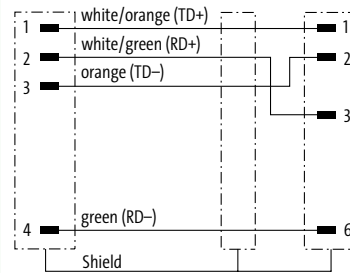 white/orange (TD+)
1 1
white/green (RD+)
2 2
orange (TD–)
3
3
green (RD–)
4 6
Shield